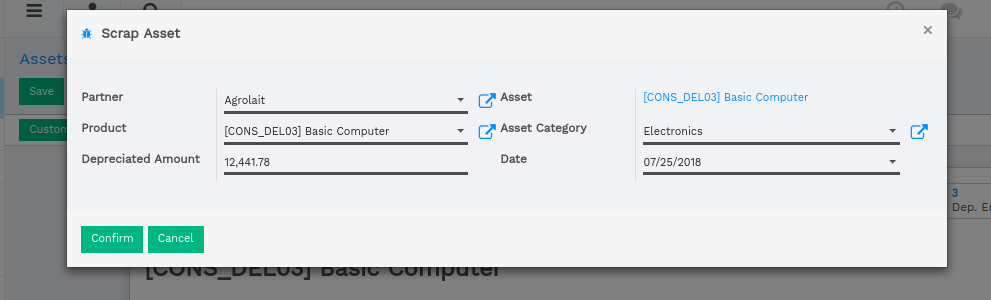 Scrap Asset
×
Assets
Save
Partner
Agrolait
Asset
[CONS_DEL03] Basic Computer
Custom
Product
[CONS_DEL03] Basic Computer
Asset Category
Electronics
Depreciated Amount
12,441.78
Date
07/25/2018
3
Dep. En
Confirm
Cancel
[CONS_DEL03] Basic Computer